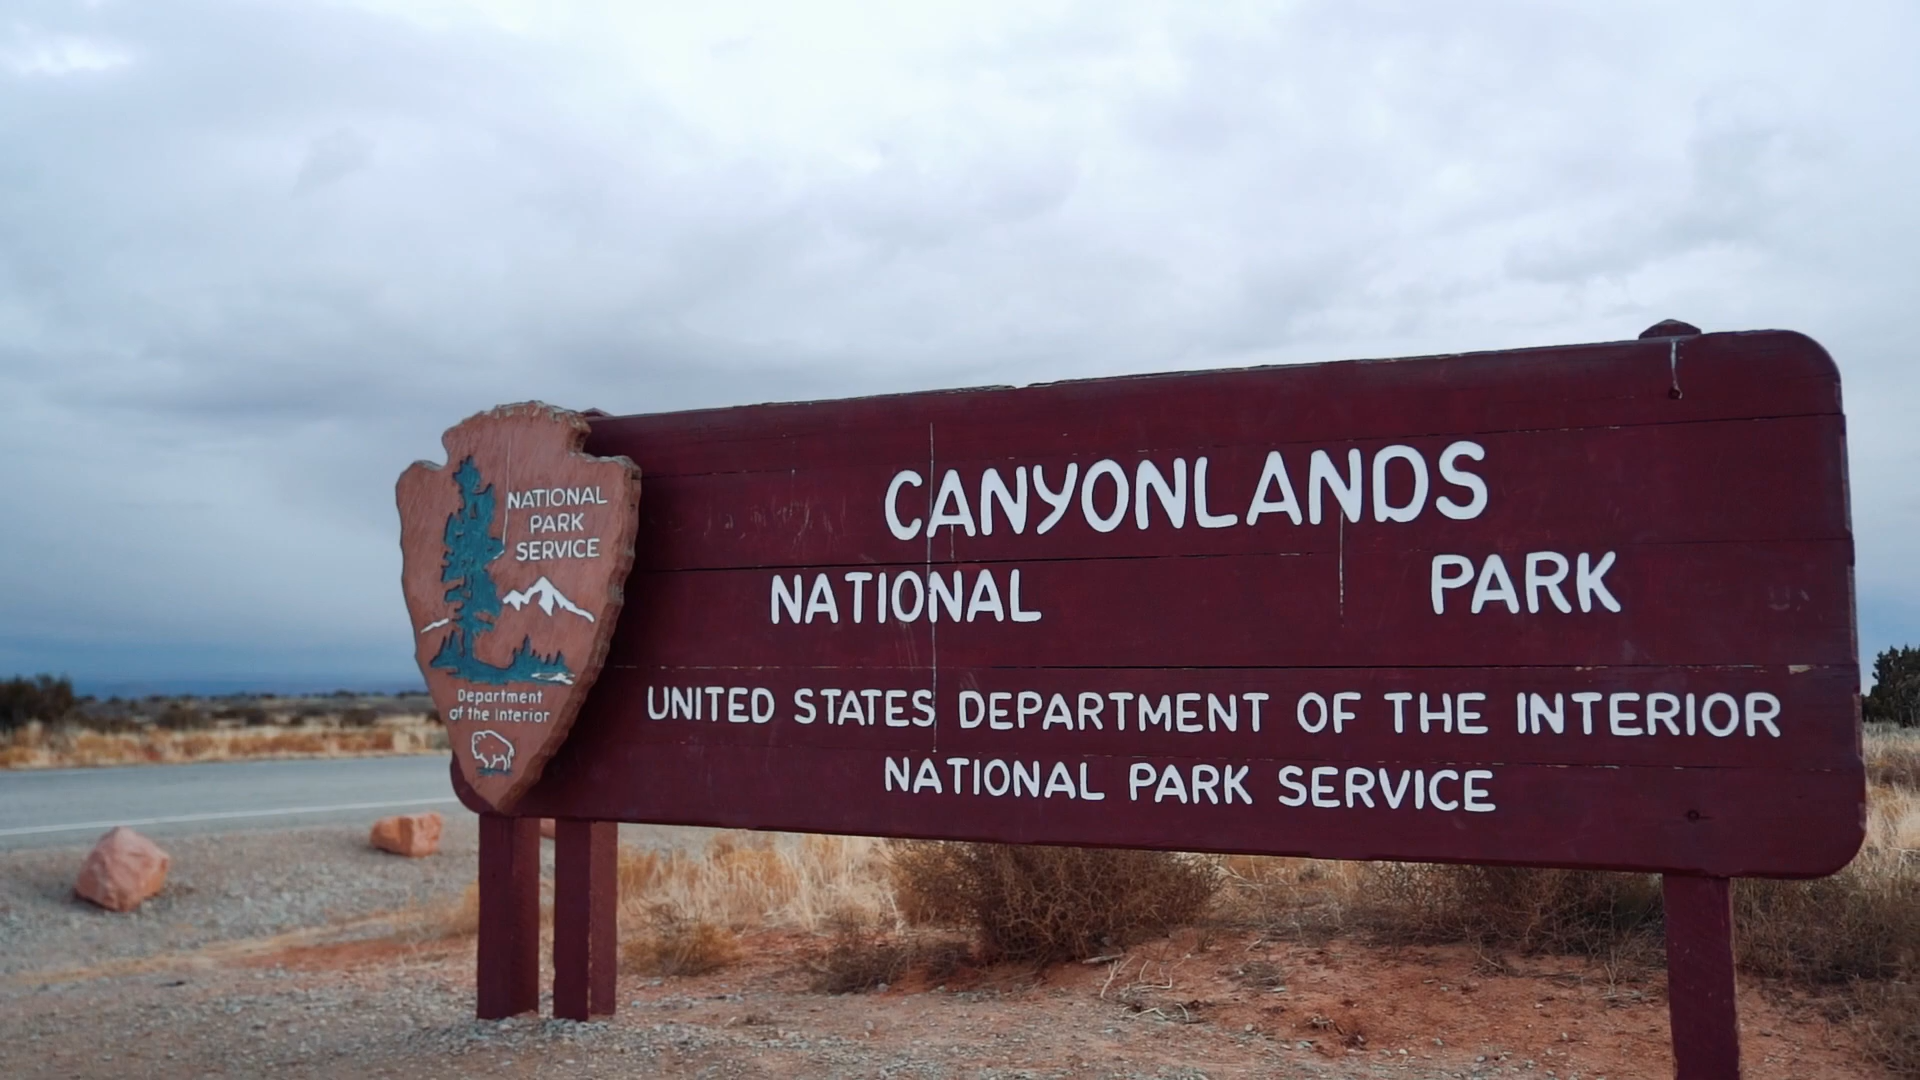 NATIONAL
PARK
SERVICE
Department
of the Interior
CANYONLANDS
NATIONAL PARK
UNITED STATES DEPARTMENT OF THE INTERIOR
NATIONAL PARK SERVICE